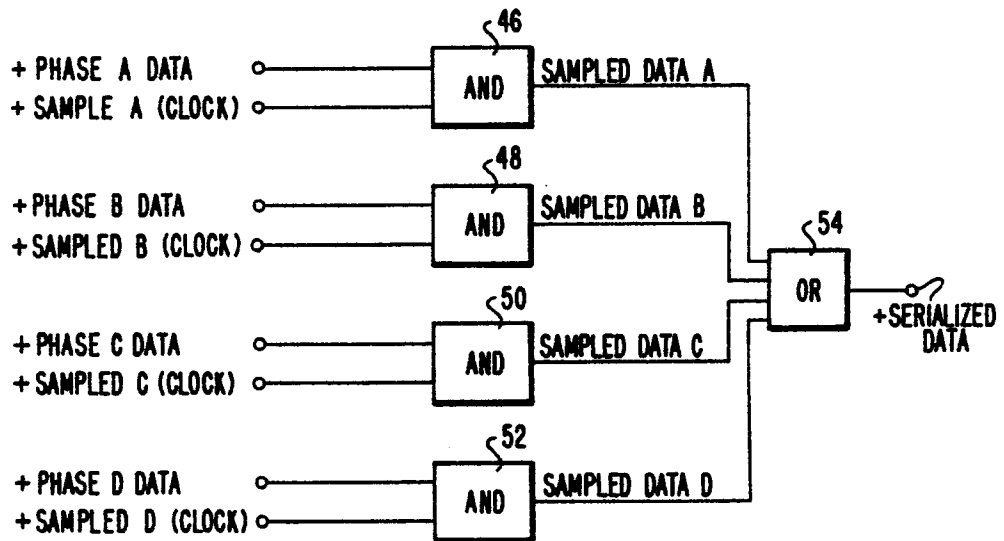 46
+ PHASE A DATA
AND
SAMPLED DATA A
+ SAMPLE A (CLOCK)
48
+ PHASE B DATA
AND
SAMPLED DATA B
+ SAMPLED B (CLOCK)
54
OR
+SERIALIZED
DATA
50
+ PHASE C DATA
AND
SAMPLED DATA C
+ SAMPLED C (CLOCK)
52
+ PHASE D DATA
AND
SAMPLED DATA D
+ SAMPLED D (CLOCK)